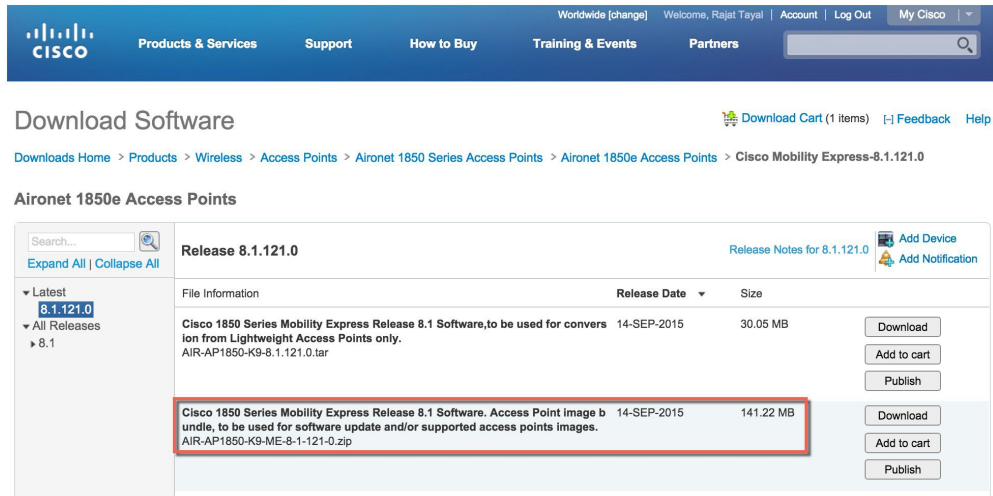 Worldwide [change] Welcome, Rajat Tayal | Account | Log Out My Cisco
CISCO
Products & Services Support How to Buy Training & Events Partners
Download Software
Download Cart (1 items) [-] Feedback Help
Downloads Home > Products > Wireless > Access Points > Aironet 1850 Series Access Points > Aironet 1850e Access Points > Cisco Mobility Express-8.1.121.0
Aironet 1850e Access Points
Search...
Expand All | Collapse All
Latest
8.1.121.0
All Releases
8.1
Release 8.1.121.0
Release Notes for 8.1.121.0
Add Device
Add Notification
File Information Release Date Size
Cisco 1850 Series Mobility Express Release 8.1 Software,to be used for convers 14-SEP-2015 30.05 MB
ion from Lightweight Access Points only.
AIR-AP1850-K9-8.1.121.0.tar
Download
Add to cart
Publish
Cisco 1850 Series Mobility Express Release 8.1 Software. Access Point image b 14-SEP-2015 141.22 MB
undle, to be used for software update and/or supported access points images.
AIR-AP1850-K9-ME-8-1-121-0.zip
Download
Add to cart
Publish